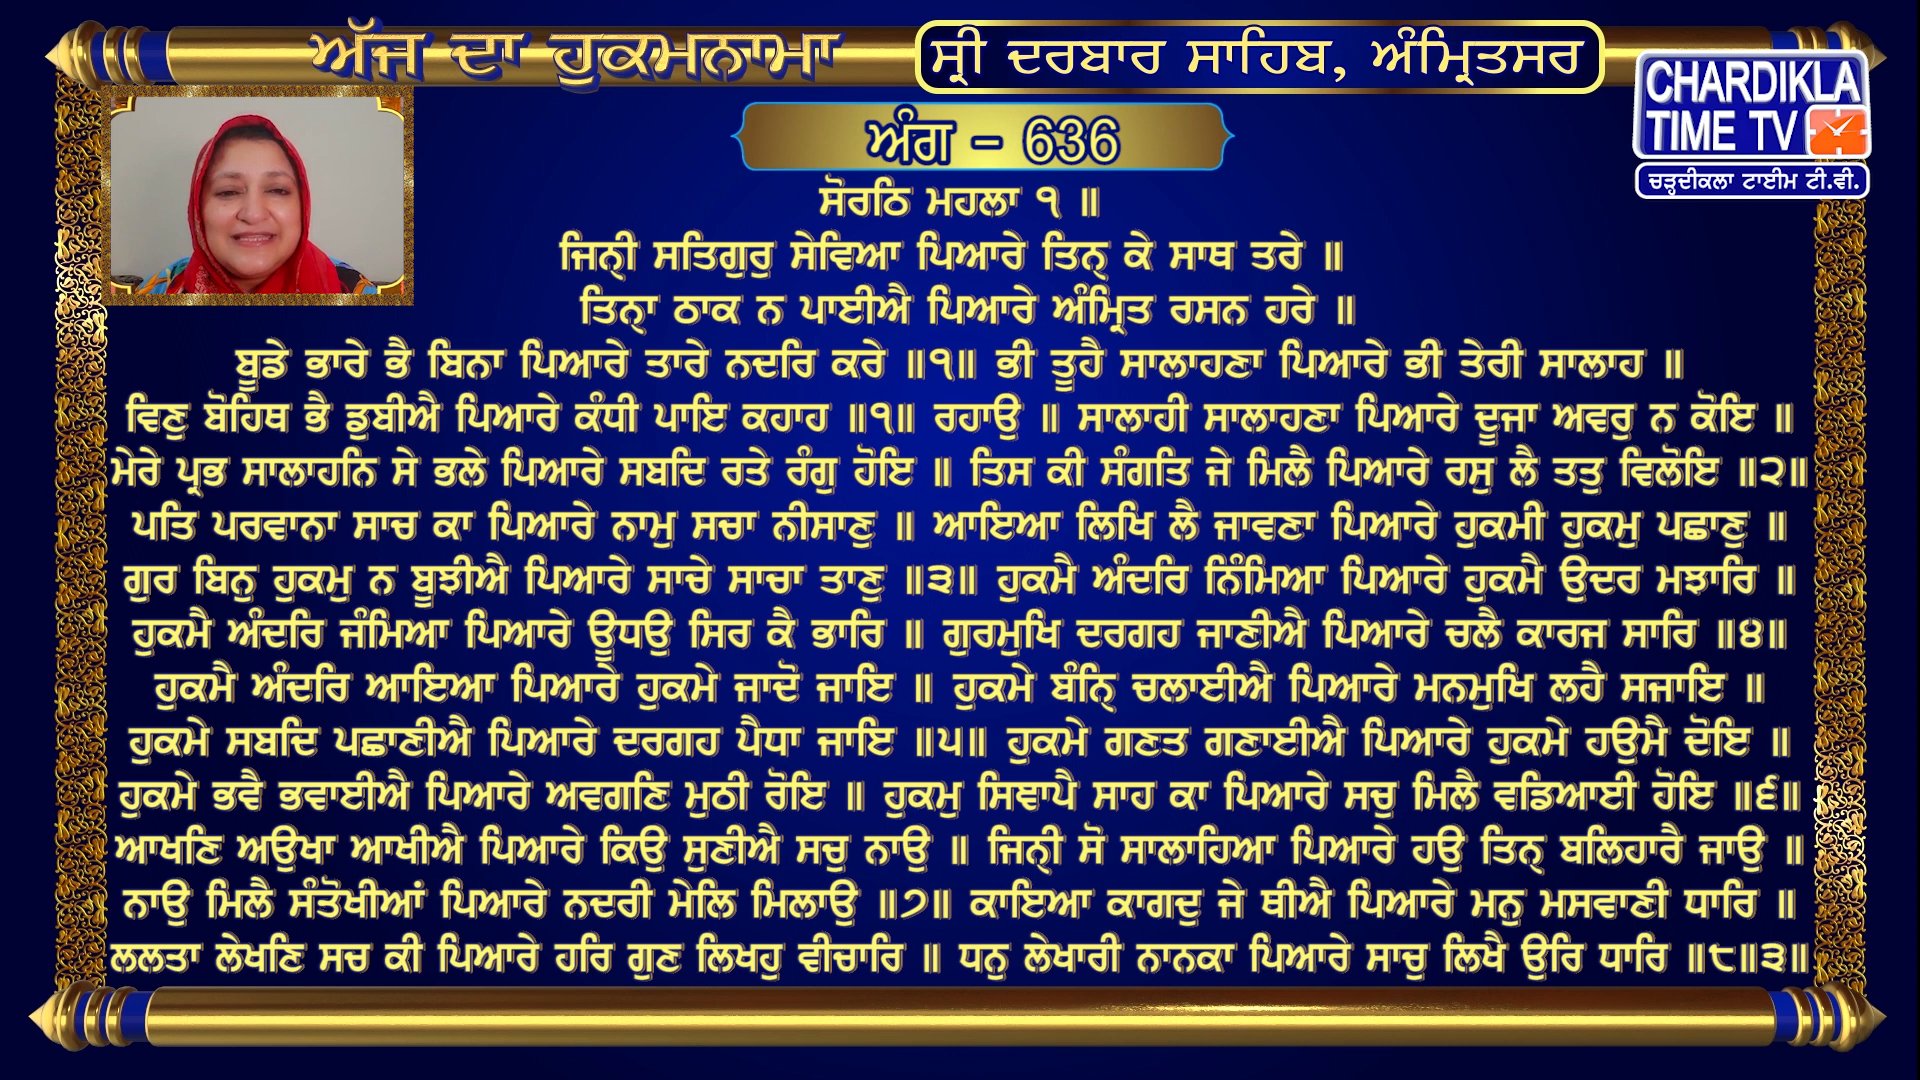 ਅੱਜ ਦਾ ਹੁਕਮਨਾਮਾ
ਸ੍ਰੀ ਦਰਬਾਰ ਸਾਹਿਬ, ਅੰਮ੍ਰਿਤਸਰ
CHARDIKLA
TIME TV
ਚੜ੍ਹਦੀਕਲਾ ਟਾਈਮ ਟੀ.ਵੀ.
ਅੰਗ - 636
ਸੋਰਠਿ ਮਹਲਾ ੧ ॥
ਜਿਨੑੀ ਸਤਿਗੁਰੁ ਸੇਵਿਆ ਪਿਆਰੇ ਤਿਨੑ ਕੇ ਸਾਥ ਤਰੇ ॥
ਤਿਨੑਾ ਠਾਕ ਨ ਪਾਈਐ ਪਿਆਰੇ ਅੰਮ੍ਰਿਤ ਰਸਨ ਹਰੇ ॥
ਬੂਡੇ ਭਾਰੇ ਭੈ ਬਿਨਾ ਪਿਆਰੇ ਤਾਰੇ ਨਦਰਿ ਕਰੇ ॥੧॥ ਭੀ ਤੂਹੈ ਸਾਲਾਹਣਾ ਪਿਆਰੇ ਭੀ ਤੇਰੀ ਸਾਲਾਹ ॥
ਵਿਣੁ ਬੋਹਿਥ ਭੈ ਡੁਬੀਐ ਪਿਆਰੇ ਕੰਧੀ ਪਾਇ ਕਹਾਹ ॥੧॥ ਰਹਾਉ ॥ ਸਾਲਾਹੀ ਸਾਲਾਹਣਾ ਪਿਆਰੇ ਦੂਜਾ ਅਵਰੁ ਨ ਕੋਇ ॥
ਮੇਰੇ ਪ੍ਰਭ ਸਾਲਾਹਨਿ ਸੇ ਭਲੇ ਪਿਆਰੇ ਸਬਦਿ ਰਤੇ ਰੰਗੁ ਹੋਇ ॥ ਤਿਸ ਕੀ ਸੰਗਤਿ ਜੇ ਮਿਲੈ ਪਿਆਰੇ ਰਸੁ ਲੈ ਤਤੁ ਵਿਲੋਇ ॥੨॥
ਪਤਿ ਪਰਵਾਨਾ ਸਾਚ ਕਾ ਪਿਆਰੇ ਨਾਮੁ ਸਚਾ ਨੀਸਾਣੁ ॥ ਆਇਆ ਲਿਖਿ ਲੈ ਜਾਵਣਾ ਪਿਆਰੇ ਹੁਕਮੀ ਹੁਕਮੁ ਪਛਾਣੁ ॥
ਗੁਰ ਬਿਨੁ ਹੁਕਮੁ ਨ ਬੂਝੀਐ ਪਿਆਰੇ ਸਾਚੇ ਸਾਚਾ ਤਾਣੁ ॥੩॥ ਹੁਕਮੈ ਅੰਦਰਿ ਨਿੰਮਿਆ ਪਿਆਰੇ ਹੁਕਮੈ ਉਦਰ ਮਝਾਰਿ ॥
ਹੁਕਮੈ ਅੰਦਰਿ ਜੰਮਿਆ ਪਿਆਰੇ ਊਧਉ ਸਿਰ ਕੈ ਭਾਰਿ ॥ ਗੁਰਮੁਖਿ ਦਰਗਹ ਜਾਣੀਐ ਪਿਆਰੇ ਚਲੈ ਕਾਰਜ ਸਾਰਿ ॥੪॥
ਹੁਕਮੈ ਅੰਦਰਿ ਆਇਆ ਪਿਆਰੇ ਹੁਕਮੇ ਜਾਦੋ ਜਾਇ ॥ ਹੁਕਮੇ ਬੰਨਿੑ ਚਲਾਈਐ ਪਿਆਰੇ ਮਨਮੁਖਿ ਲਹੈ ਸਜਾਇ ॥
ਹੁਕਮੇ ਸਬਦਿ ਪਛਾਣੀਐ ਪਿਆਰੇ ਦਰਗਹ ਪੈਧਾ ਜਾਇ ॥੫॥ ਹੁਕਮੇ ਗਣਤ ਗਣਾਈਐ ਪਿਆਰੇ ਹੁਕਮੇ ਹਉਮੈ ਦੋਇ ॥
ਹੁਕਮੇ ਭਵੈ ਭਵਾਈਐ ਪਿਆਰੇ ਅਵਗਣਿ ਮੁਠੀ ਰੋਇ ॥ ਹੁਕਮੁ ਸਿਞਾਪੈ ਸਾਹ ਕਾ ਪਿਆਰੇ ਸਚੁ ਮਿਲੈ ਵਡਿਆਈ ਹੋਇ ॥੬॥
ਆਖਣਿ ਅਉਖਾ ਆਖੀਐ ਪਿਆਰੇ ਕਿਉ ਸੁਣੀਐ ਸਚੁ ਨਾਉ ॥ ਜਿਨੑੀ ਸੋ ਸਾਲਾਹਿਆ ਪਿਆਰੇ ਹਉ ਤਿਨੑ ਬਲਿਹਾਰੈ ਜਾਉ ॥
ਨਾਉ ਮਿਲੈ ਸੰਤੋਖੀਆਂ ਪਿਆਰੇ ਨਦਰੀ ਮੇਲਿ ਮਿਲਾਉ ॥੭॥ ਕਾਇਆ ਕਾਗਦੁ ਜੇ ਥੀਐ ਪਿਆਰੇ ਮਨੁ ਮਸਵਾਣੀ ਧਾਰਿ ॥
ਲਲਤਾ ਲੇਖਣਿ ਸਚ ਕੀ ਪਿਆਰੇ ਹਰਿ ਗੁਣ ਲਿਖਹੁ ਵੀਚਾਰਿ ॥ ਧਨੁ ਲੇਖਾਰੀ ਨਾਨਕਾ ਪਿਆਰੇ ਸਾਚੁ ਲਿਖੈ ਉਰਿ ਧਾਰਿ ॥੮॥੩॥